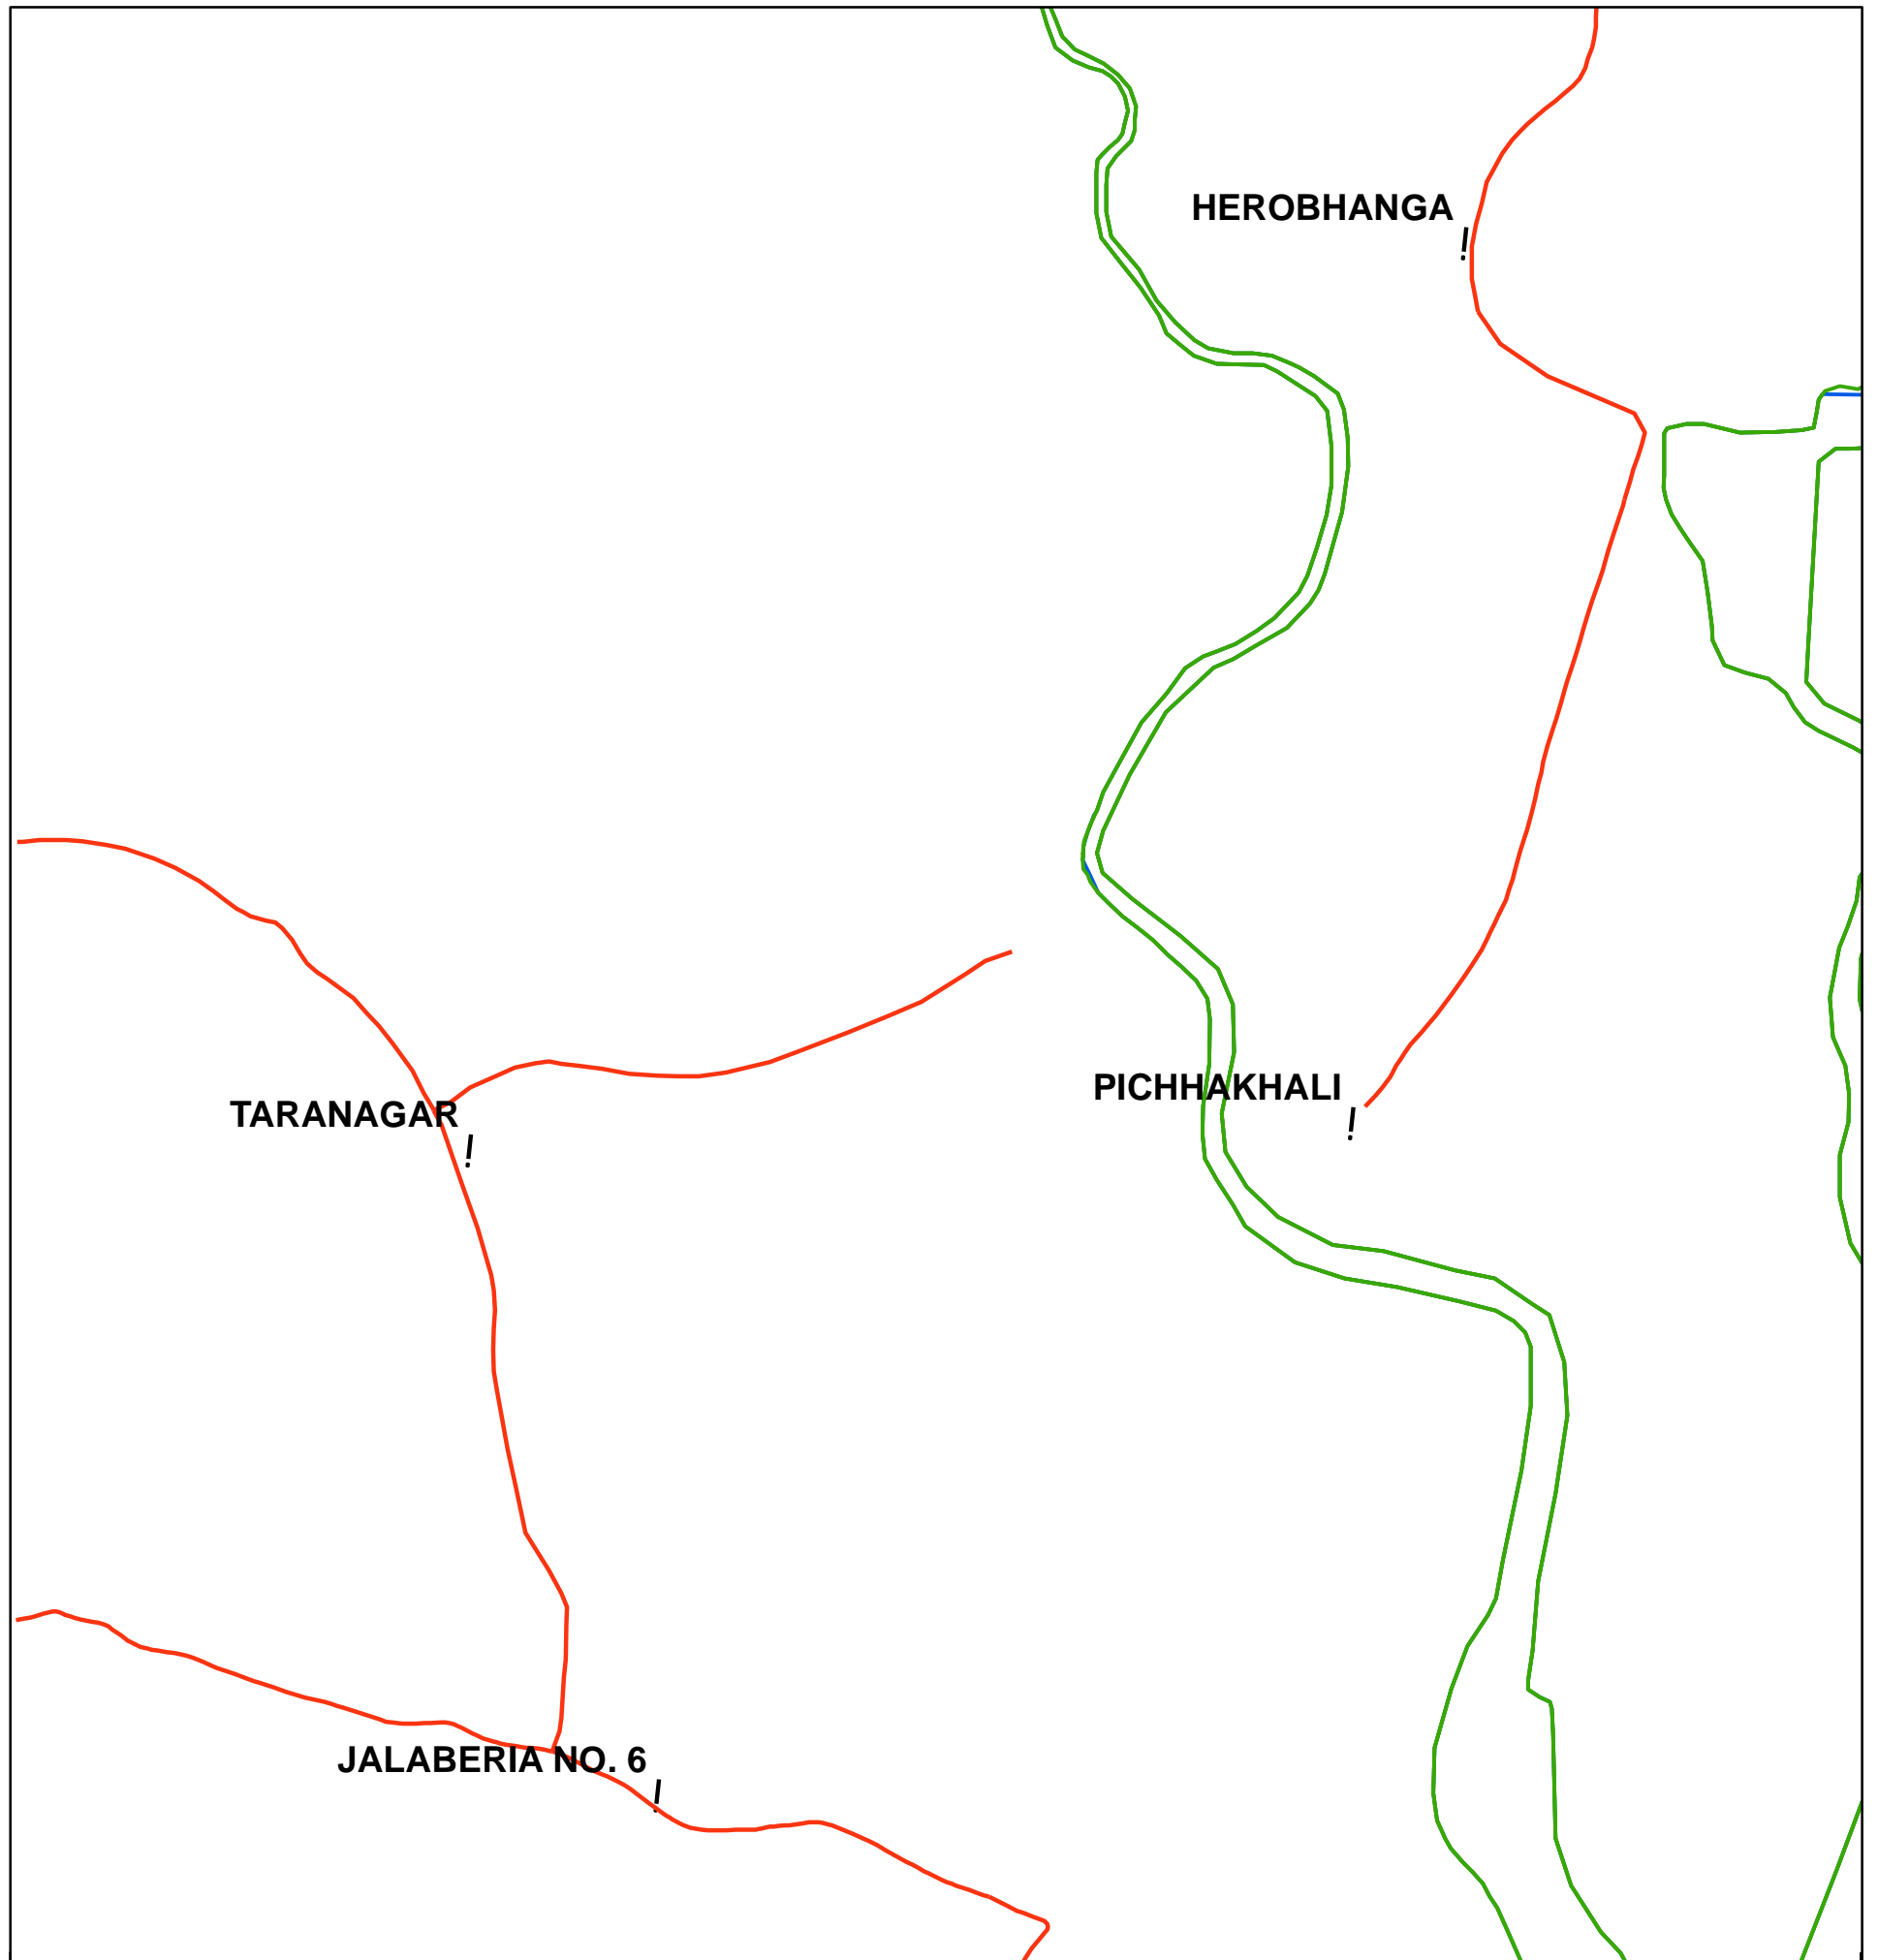 HEROBHANGA
!
PICHHAKHALI
!
TARANAGAR
!
JALABERIA NO. 6
!